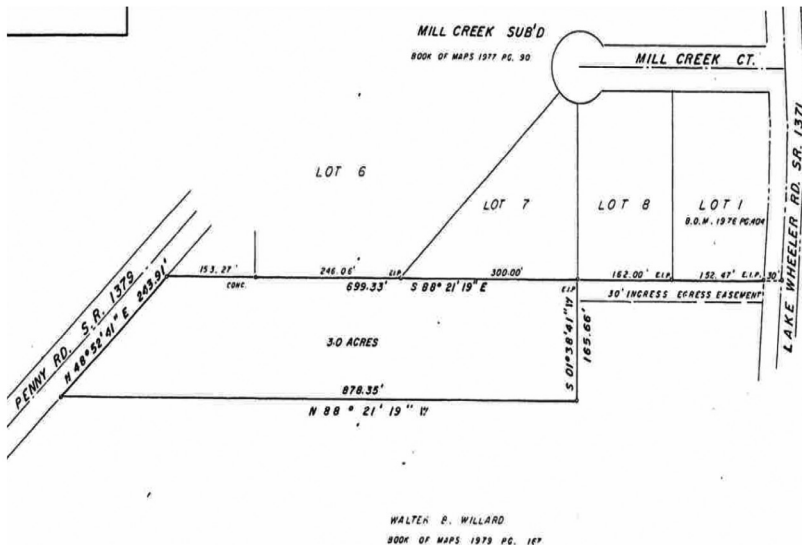 MILL CREEK SUB'D
BOOK OF MAPS 1977 PG. 90
MILL CREEK CT.
LAKE WHEELER RD. SR. 1371
LOT 6
LOT 7
LOT 8
LOT 1
B.O.M. 1976 PG.404
PENNY RD. S.R. 1379
N 48° 52' 41" E 243.91'
153.27'
CONC.
246.06'
E.I.P.
300.00'
E.I.P.
162.00' E.I.P.
152.47' E.I.P. 30'
699.33' S 88° 21' 19" E
30' INGRESS EGRESS EASEMENT
S 01° 38' 41" W
165.66'
3.0 ACRES
878.35'
N 88° 21' 19" W
WALTER B. WILLARD
BOOK OF MAPS 1979 PG. 167